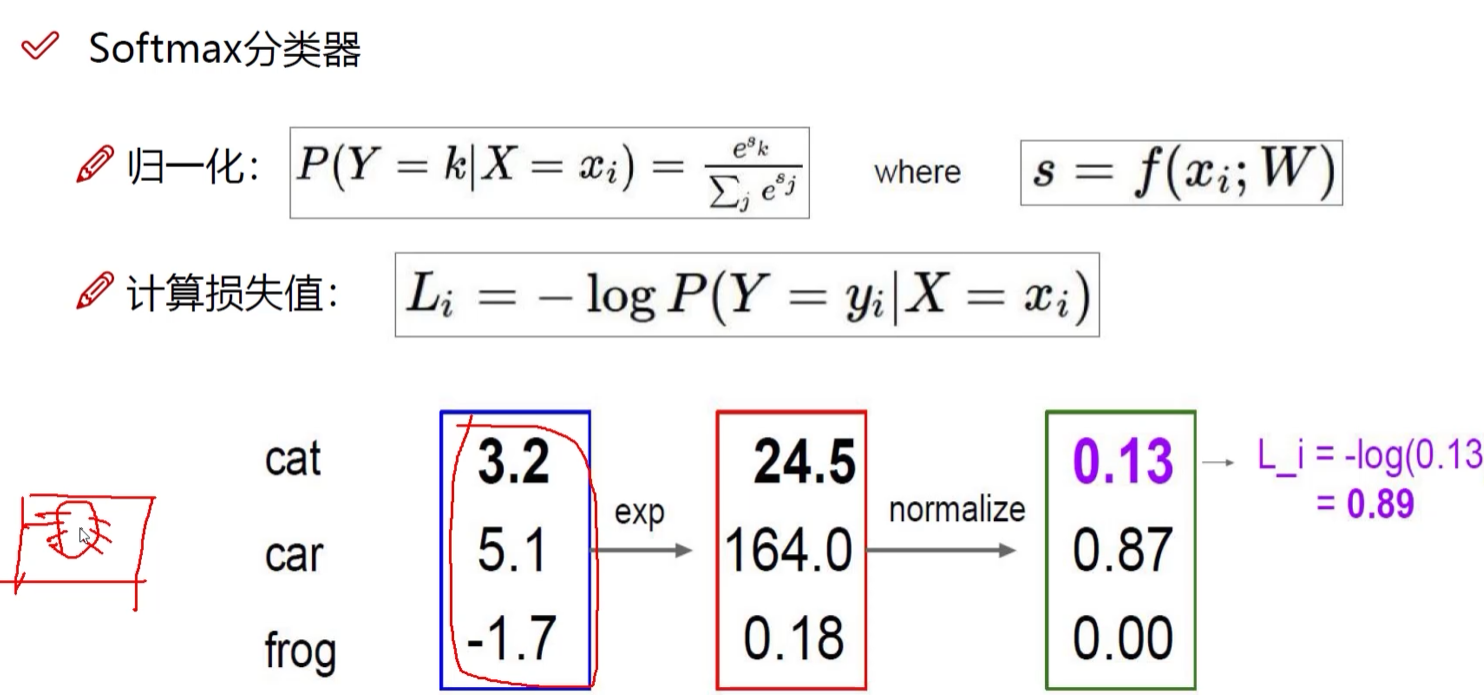 Softmax分类器
归一化： P(Y = k|X = x_i) = e^{s_k} / ∑_j e^{s_j} where s = f(x_i; W)
计算损失值： L_i = − log P(Y = y_i|X = x_i)
cat 3.2 24.5 0.13 L_i = -log(0.13
= 0.89
exp normalize
car 5.1 164.0 0.87
frog -1.7 0.18 0.00